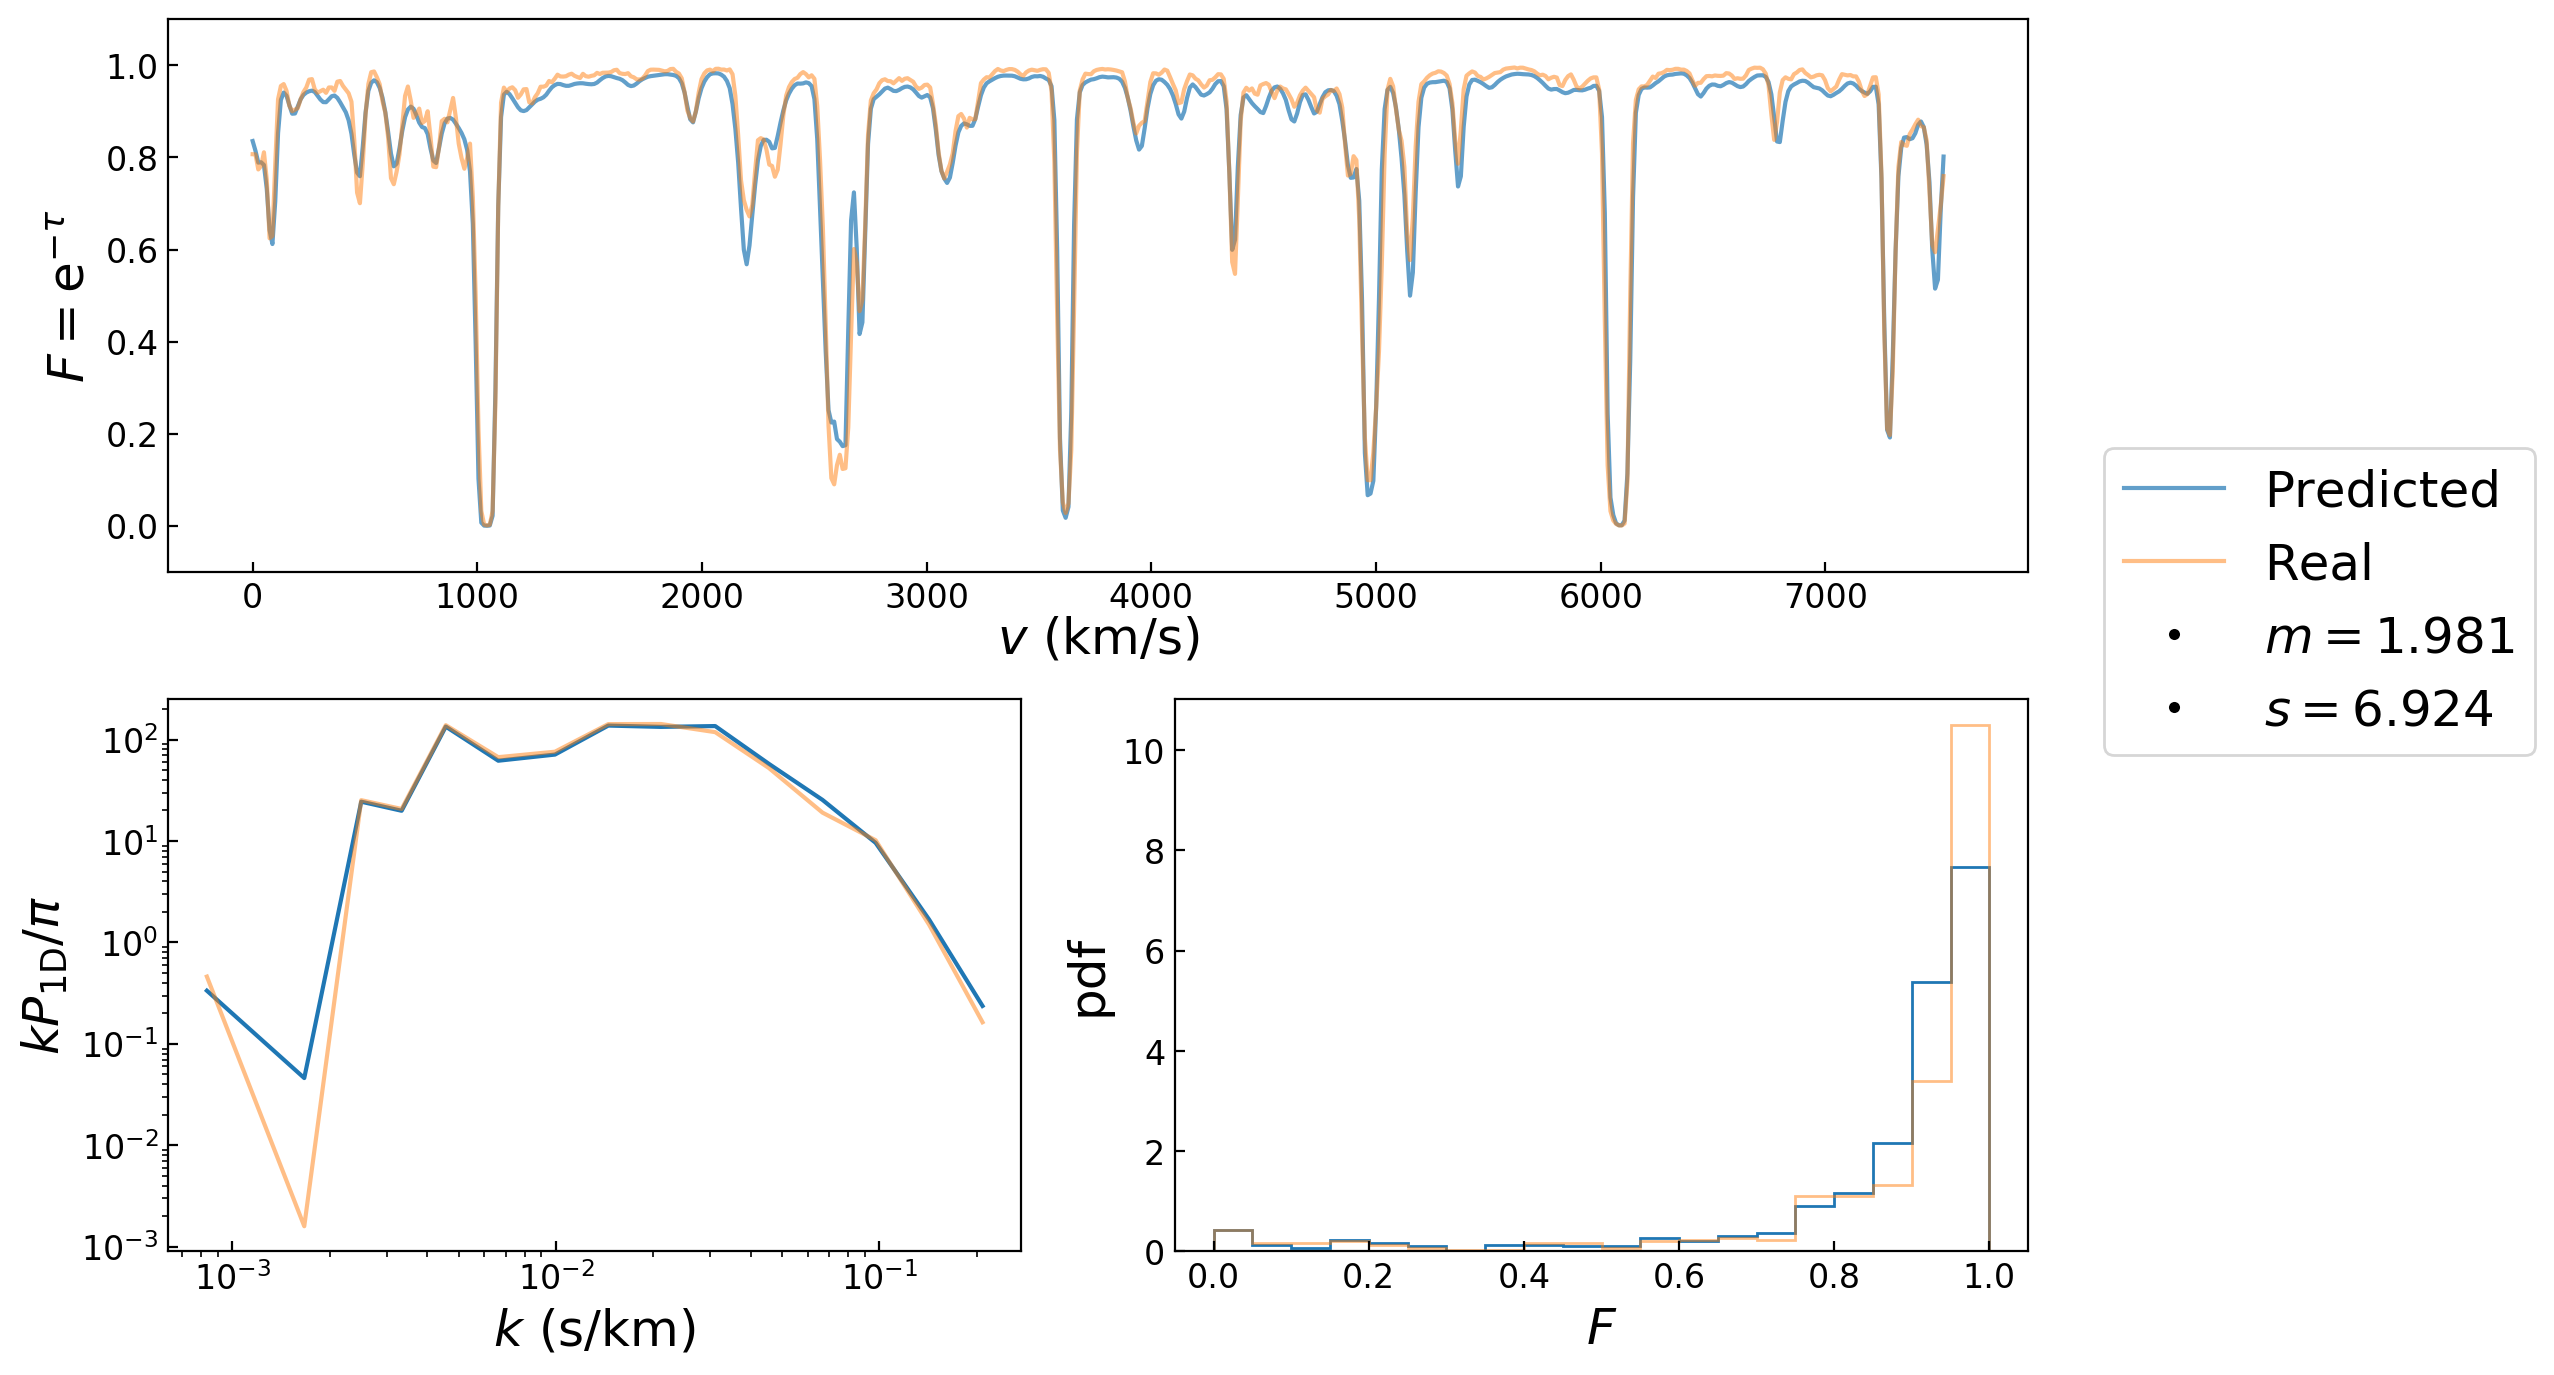 1.0
0.8
0.6
0.4
0.2
0.0
F = e^{−τ}
0 1000 2000 3000 4000 5000 6000 7000
v (km/s)
Predicted
Real
m = 1.981
s = 6.924
10^2
10^1
10^0
10^{−1}
10^{−2}
10^{−3}
kP_{1D}/π
10^{−3} 10^{−2} 10^{−1}
k (s/km)
10
8
6
4
2
0
pdf
0.0 0.2 0.4 0.6 0.8 1.0
F